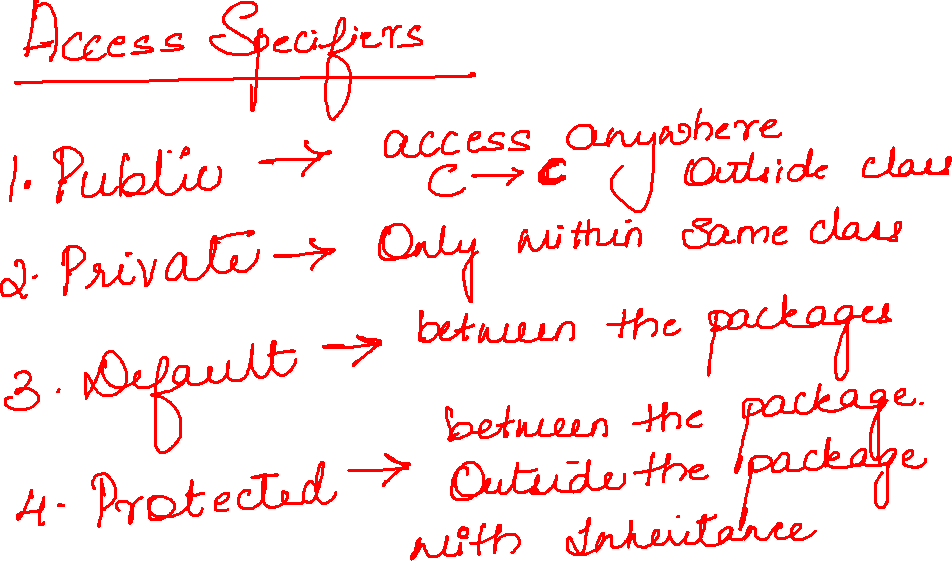 Access Specifiers
1. Public → access anywhere
C → C Outside class
2. Private → Only within same class
3. Default → between the packages
between the package.
4. Protected → Outside the package
with Inheritance